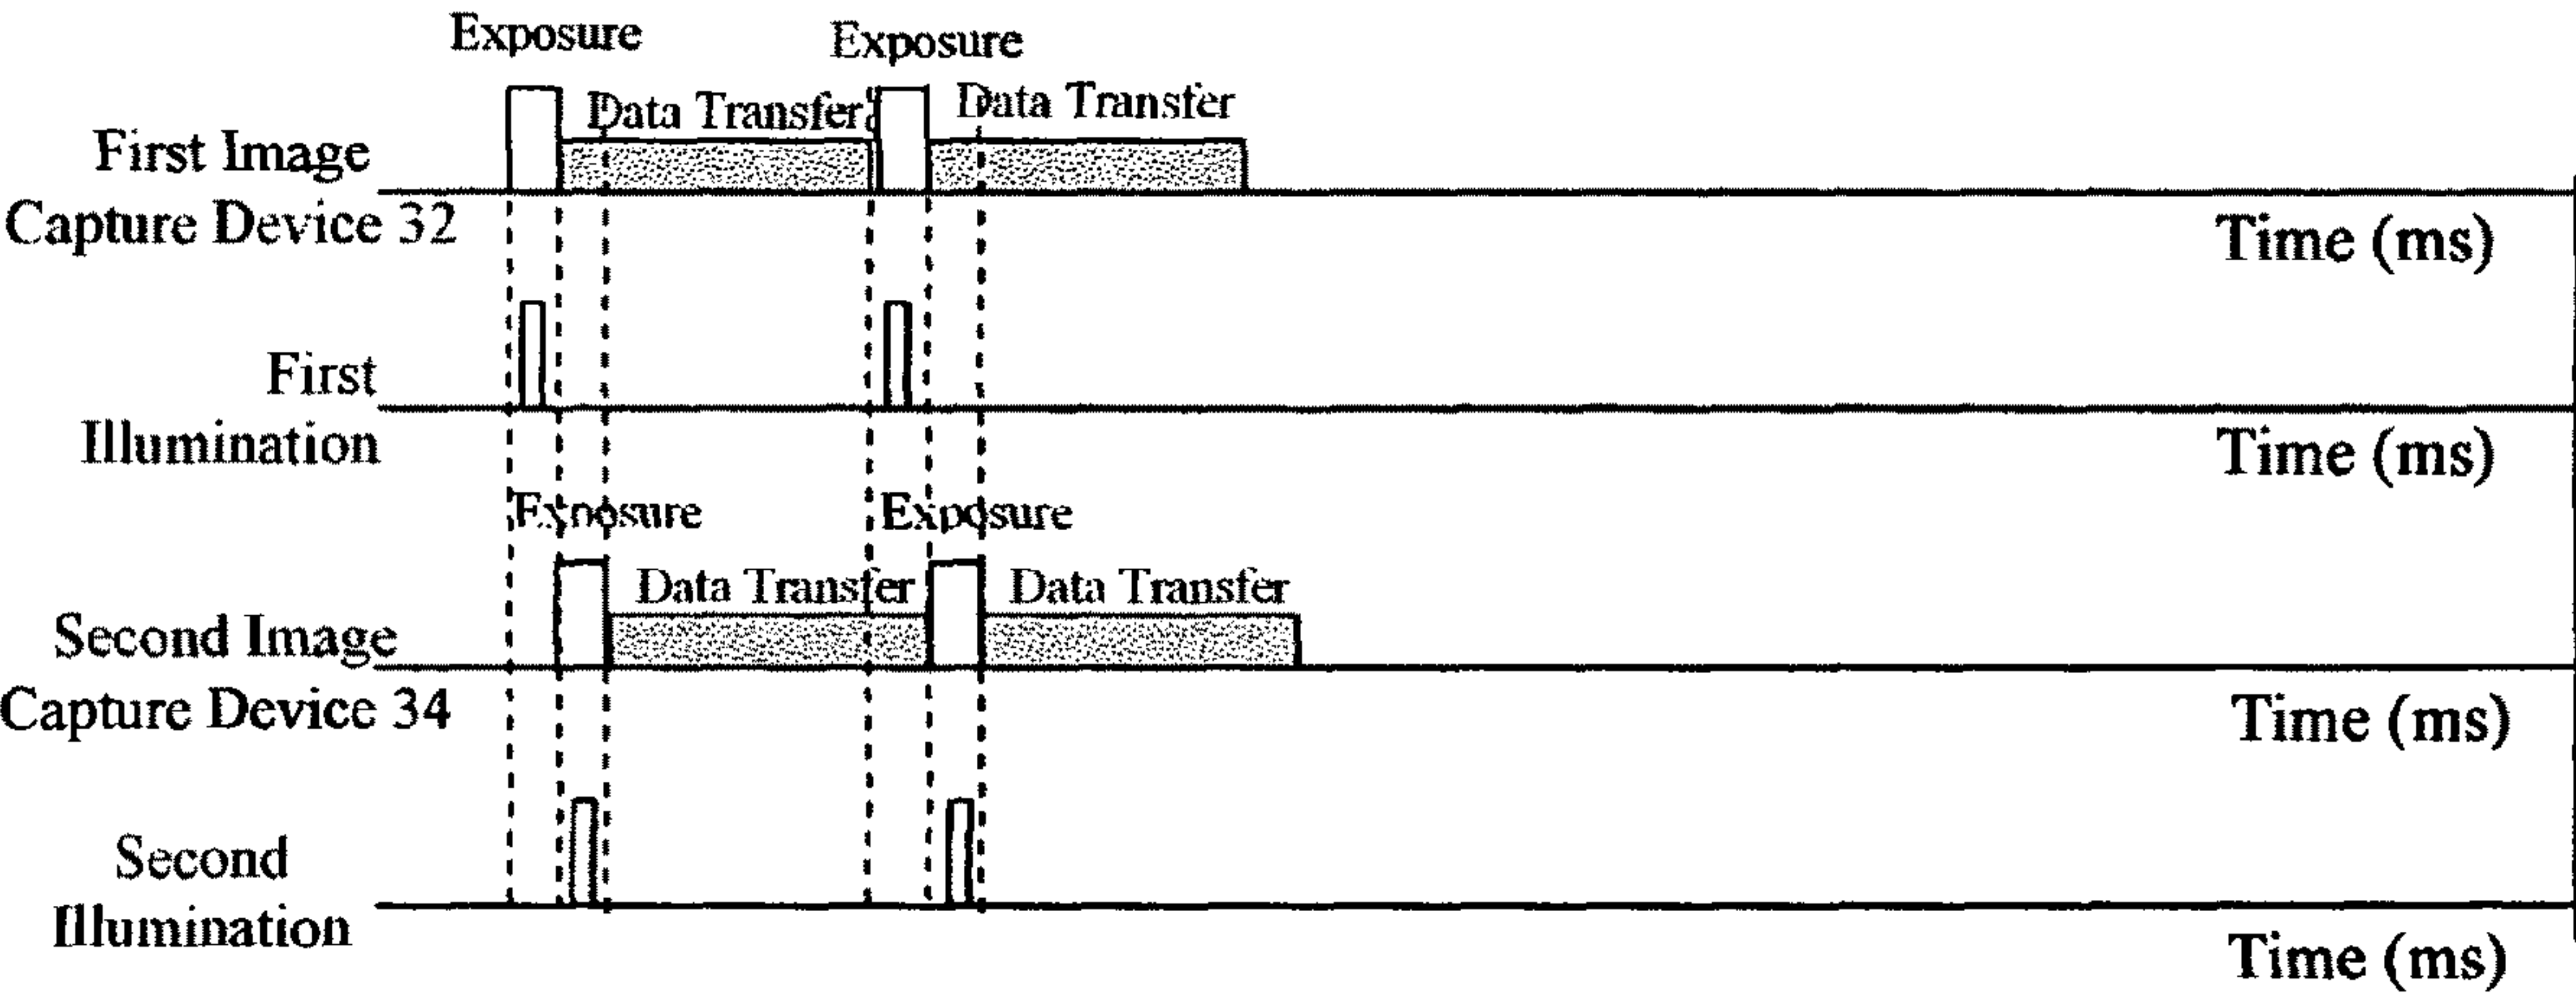 Exposure Exposure
Data Transfer Data Transfer
First Image
Capture Device 32
Time (ms)
First
Illumination
Time (ms)
Exposure Exposure
Data Transfer Data Transfer
Second Image
Capture Device 34
Time (ms)
Second
Illumination
Time (ms)